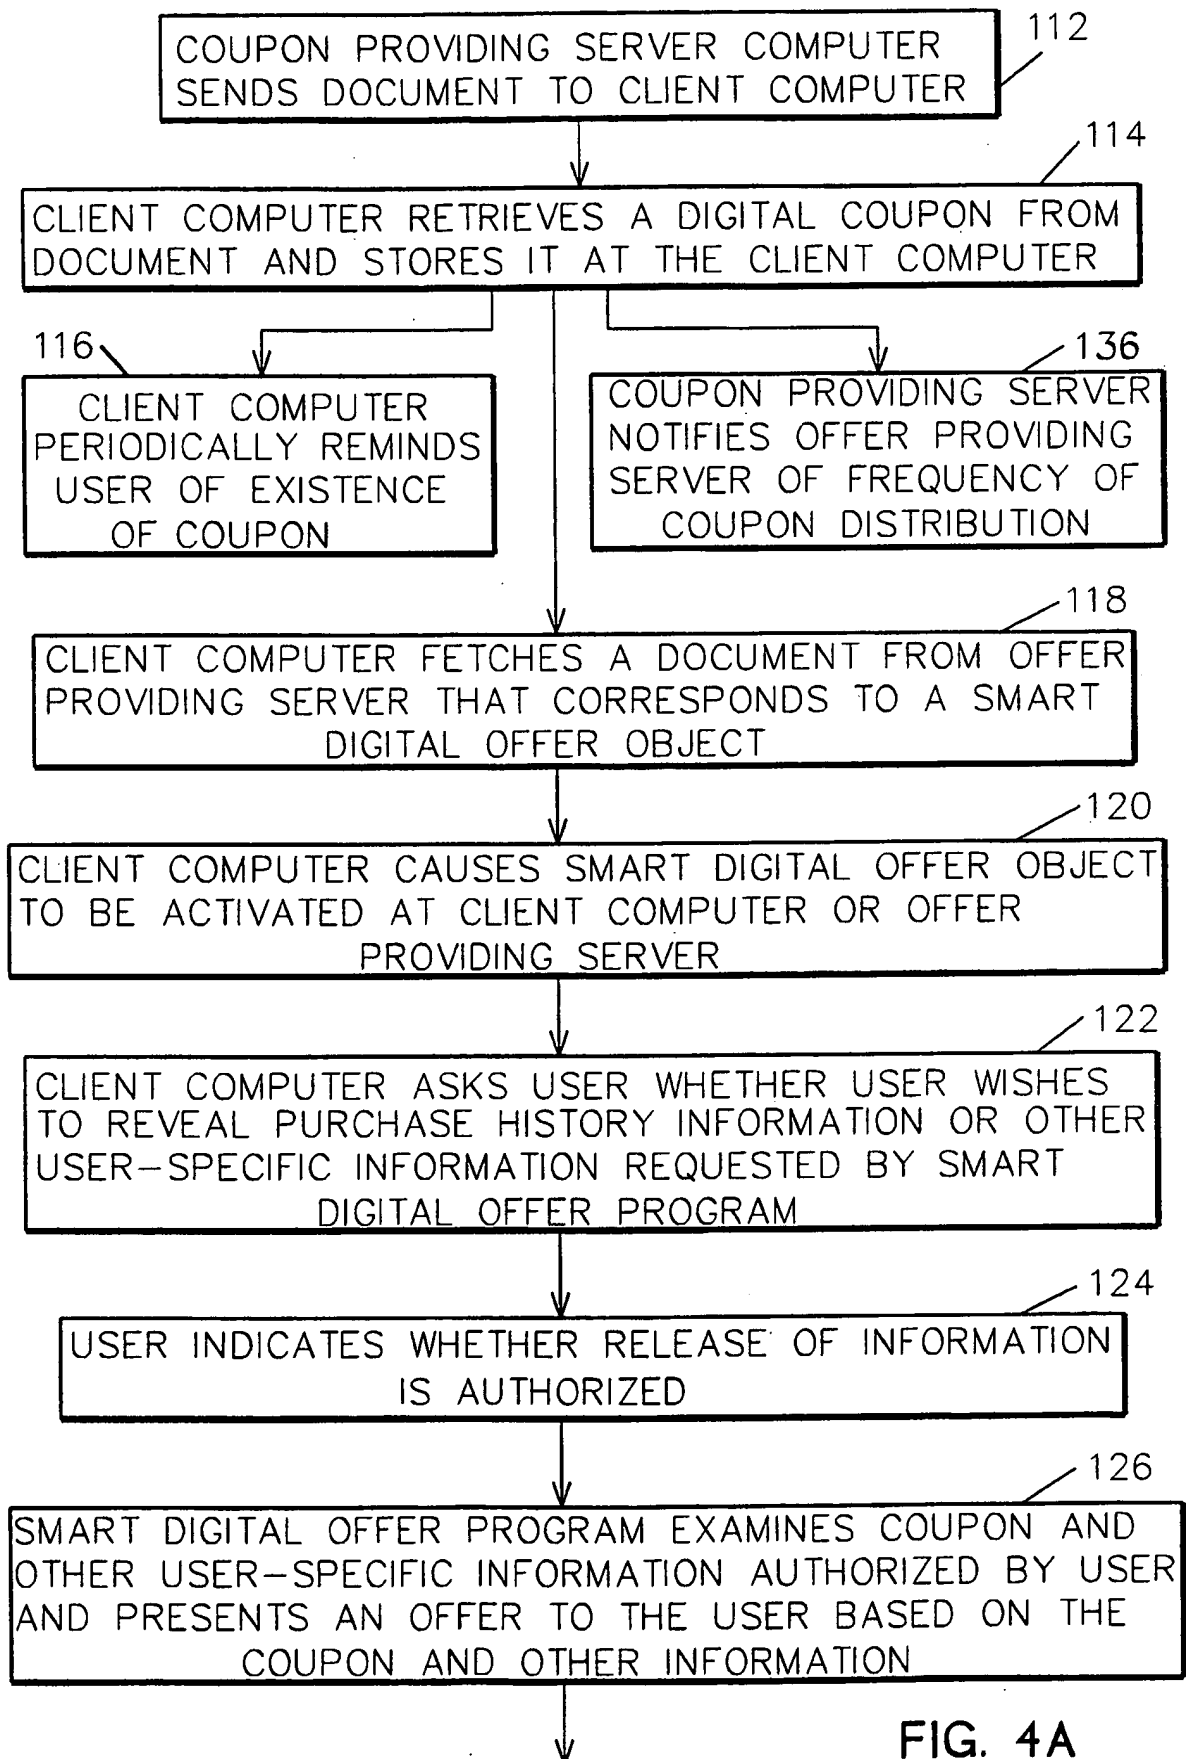 COUPON PROVIDING SERVER COMPUTER
SENDS DOCUMENT TO CLIENT COMPUTER
112
114
CLIENT COMPUTER RETRIEVES A DIGITAL COUPON FROM
DOCUMENT AND STORES IT AT THE CLIENT COMPUTER
116
CLIENT COMPUTER
PERIODICALLY REMINDS
USER OF EXISTENCE
OF COUPON
136
COUPON PROVIDING SERVER
NOTIFIES OFFER PROVIDING
SERVER OF FREQUENCY OF
COUPON DISTRIBUTION
118
CLIENT COMPUTER FETCHES A DOCUMENT FROM OFFER
PROVIDING SERVER THAT CORRESPONDS TO A SMART
DIGITAL OFFER OBJECT
120
CLIENT COMPUTER CAUSES SMART DIGITAL OFFER OBJECT
TO BE ACTIVATED AT CLIENT COMPUTER OR OFFER
PROVIDING SERVER
122
CLIENT COMPUTER ASKS USER WHETHER USER WISHES
TO REVEAL PURCHASE HISTORY INFORMATION OR OTHER
USER-SPECIFIC INFORMATION REQUESTED BY SMART
DIGITAL OFFER PROGRAM
124
USER INDICATES WHETHER RELEASE OF INFORMATION
IS AUTHORIZED
126
SMART DIGITAL OFFER PROGRAM EXAMINES COUPON AND
OTHER USER-SPECIFIC INFORMATION AUTHORIZED BY USER
AND PRESENTS AN OFFER TO THE USER BASED ON THE
COUPON AND OTHER INFORMATION
FIG. 4A